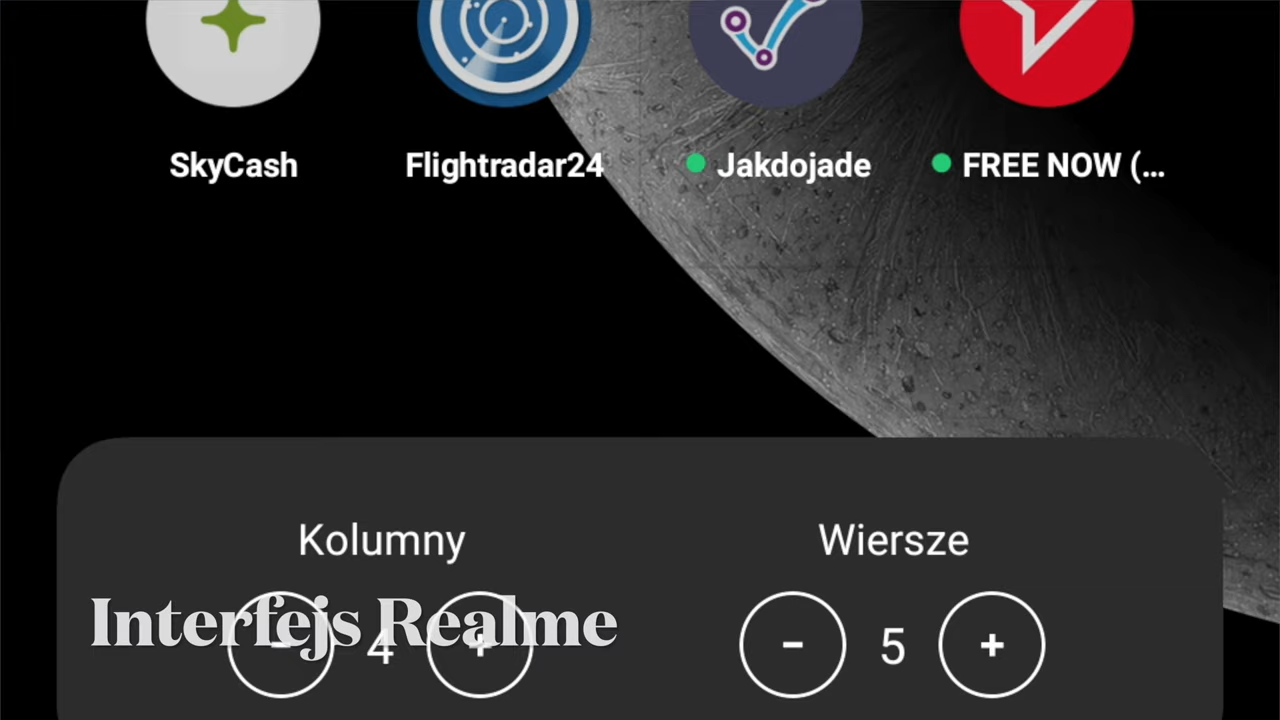 SkyCash
Flightradar24
Jakdojade
FREE NOW (...
Kolumny
Wiersze
- 4 +
- 5 +
Interfejs Realme